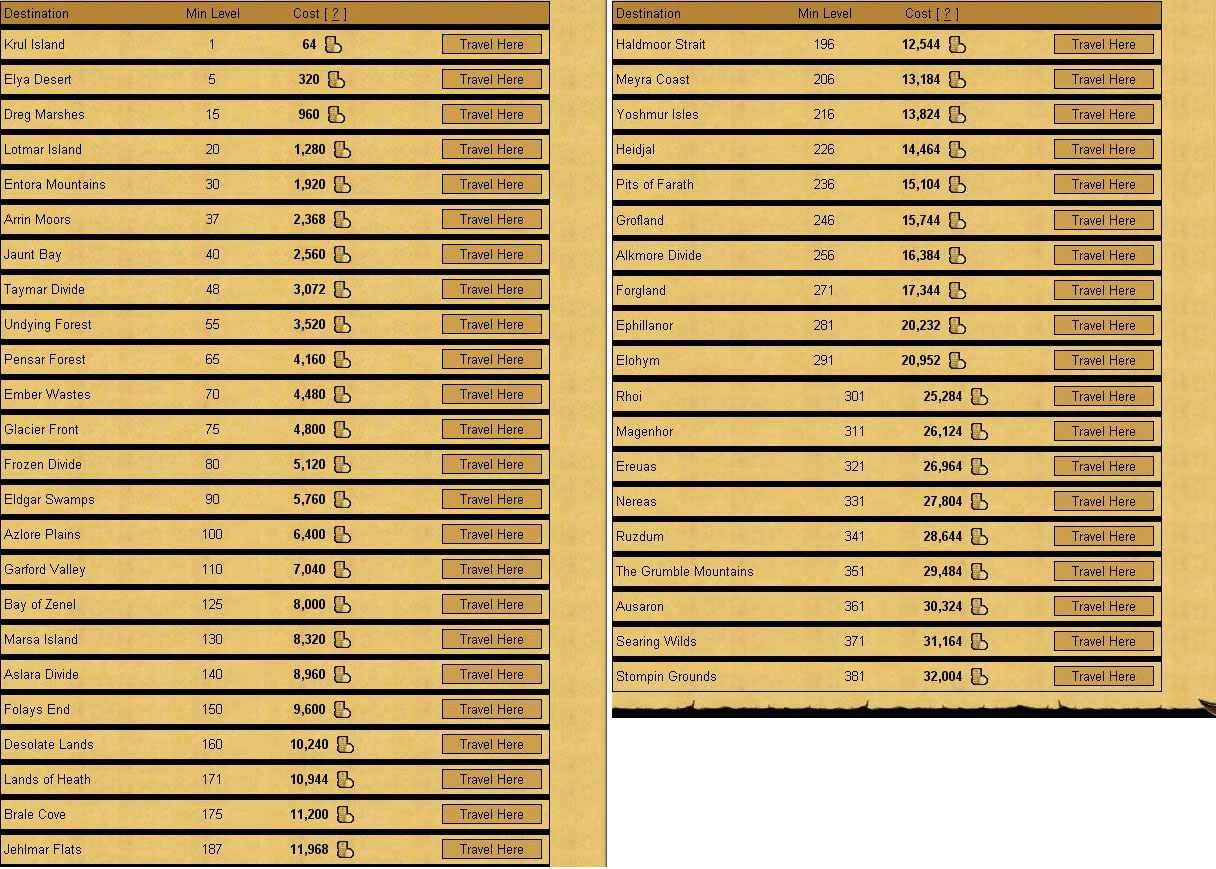 Destination Min Level Cost [ ? ]
Krul Island 1 64 Travel Here
Elya Desert 5 320 Travel Here
Dreg Marshes 15 960 Travel Here
Lotmar Island 20 1,280 Travel Here
Entora Mountains 30 1,920 Travel Here
Arrin Moors 37 2,368 Travel Here
Jaunt Bay 40 2,560 Travel Here
Taymar Divide 48 3,072 Travel Here
Undying Forest 55 3,520 Travel Here
Pensar Forest 65 4,160 Travel Here
Ember Wastes 70 4,480 Travel Here
Glacier Front 75 4,800 Travel Here
Frozen Divide 80 5,120 Travel Here
Eldgar Swamps 90 5,760 Travel Here
Azlore Plains 100 6,400 Travel Here
Garford Valley 110 7,040 Travel Here
Bay of Zenel 125 8,000 Travel Here
Marsa Island 130 8,320 Travel Here
Aslara Divide 140 8,960 Travel Here
Folays End 150 9,600 Travel Here
Desolate Lands 160 10,240 Travel Here
Lands of Heath 171 10,944 Travel Here
Brale Cove 175 11,200 Travel Here
Jehlmar Flats 187 11,968 Travel Here
Destination Min Level Cost [ ? ]
Haldmoor Strait 196 12,544 Travel Here
Meyra Coast 206 13,184 Travel Here
Yoshmur Isles 216 13,824 Travel Here
Heidjal 226 14,464 Travel Here
Pits of Farath 236 15,104 Travel Here
Grofland 246 15,744 Travel Here
Alkmore Divide 256 16,384 Travel Here
Forgland 271 17,344 Travel Here
Ephillanor 281 20,232 Travel Here
Elohym 291 20,952 Travel Here
Rhoi 301 25,284 Travel Here
Magenhor 311 26,124 Travel Here
Ereuas 321 26,964 Travel Here
Nereas 331 27,804 Travel Here
Ruzdum 341 28,644 Travel Here
The Grumble Mountains 351 29,484 Travel Here
Ausaron 361 30,324 Travel Here
Searing Wilds 371 31,164 Travel Here
Stompin Grounds 381 32,004 Travel Here